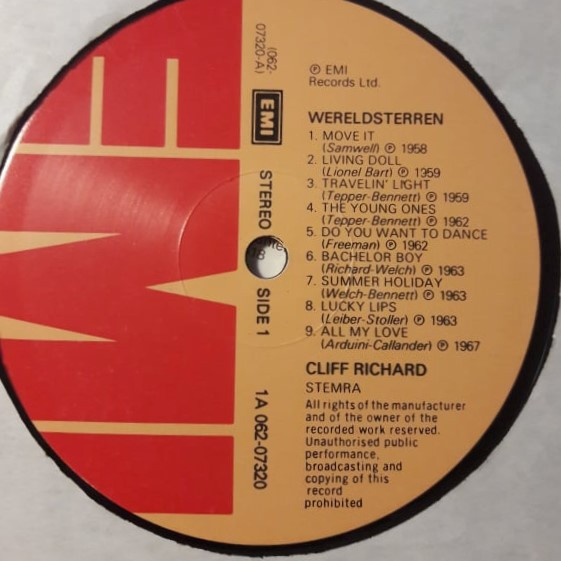 (062-
07320-A)
EMI
STEREO
SIDE 1
1A 062-07320
℗ EMI
Records Ltd.
WERELDSTERREN
1. MOVE IT
(Samwell) ℗ 1958
2. LIVING DOLL
(Lionel Bart) ℗ 1959
3. TRAVELIN' LIGHT
(Tepper-Bennett) ℗ 1959
4. THE YOUNG ONES
(Tepper-Bennett) ℗ 1962
5. DO YOU WANT TO DANCE
(Freeman) ℗ 1962
6. BACHELOR BOY
(Richard-Welch) ℗ 1963
7. SUMMER HOLIDAY
(Welch-Bennett) ℗ 1963
8. LUCKY LIPS
(Leiber-Stoller) ℗ 1963
9. ALL MY LOVE
(Arduini-Callander) ℗ 1967
CLIFF RICHARD
STEMRA
All rights of the manufacturer
and of the owner of the
recorded work reserved.
Unauthorised public
performance,
broadcasting and
copying of this
record
prohibited
EMI